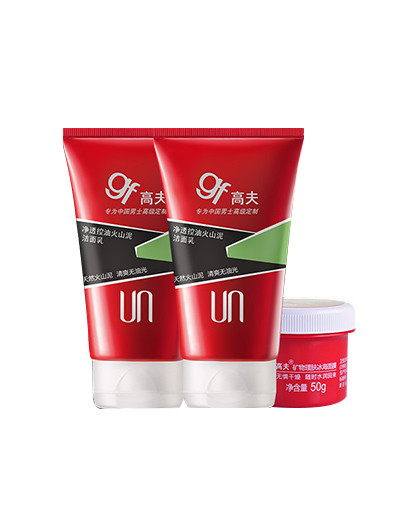 gf 高夫
专为中国男士高级定制
净透控油火山泥
洁面乳
天然火山泥 清爽无油光
UN
gf 高夫
专为中国男士高级定制
净透控油火山泥
洁面乳
天然火山泥 清爽无油光
UN
高夫®
净含量 50g